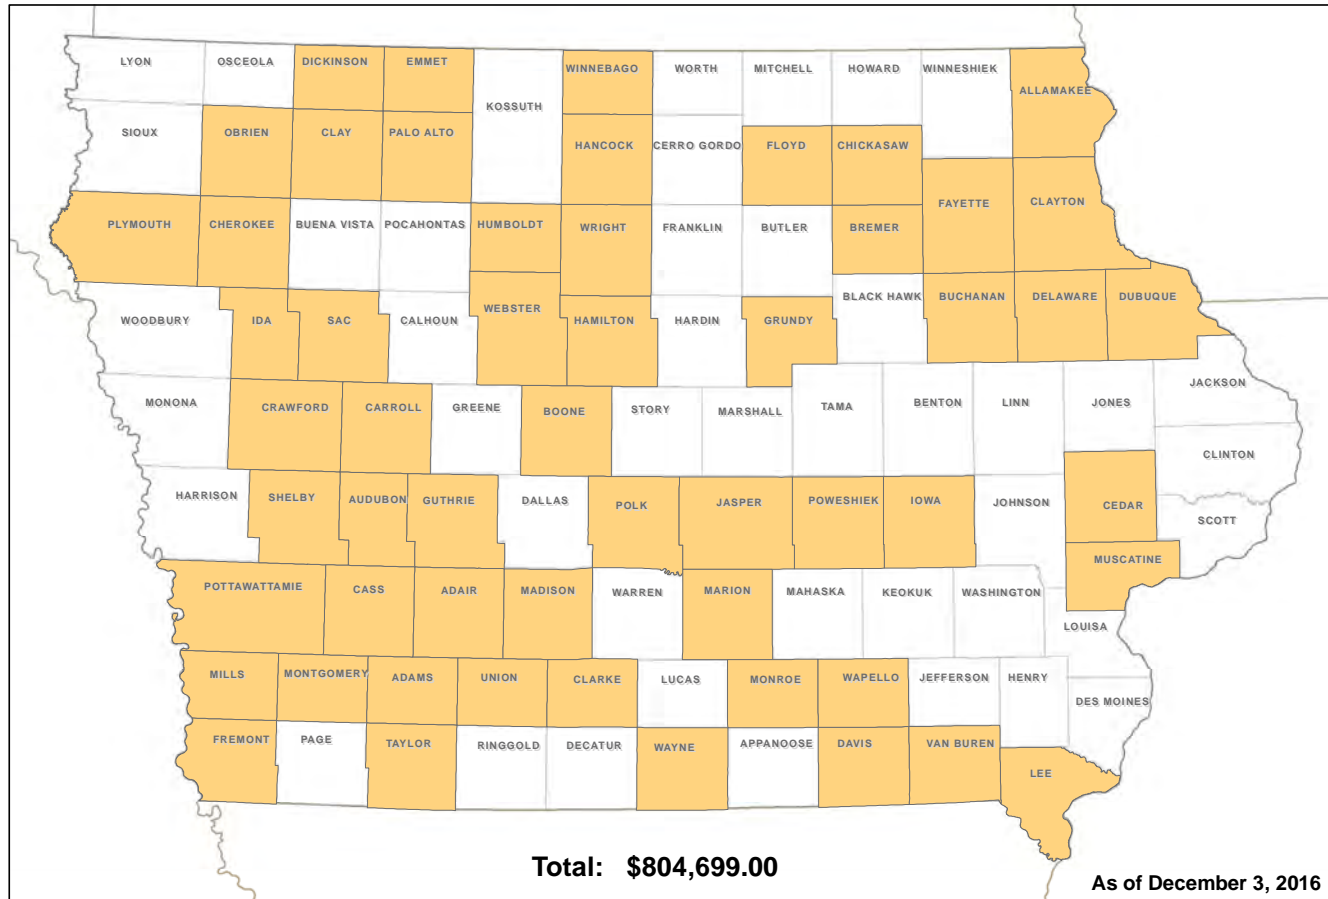 LYON
OSCEOLA
DICKINSON
EMMET
KOSSUTH
WINNEBAGO
WORTH
MITCHELL
HOWARD
WINNESHIEK
ALLAMAKEE
SIOUX
OBRIEN
CLAY
PALO ALTO
HANCOCK
CERRO GORDO
FLOYD
CHICKASAW
PLYMOUTH
CHEROKEE
BUENA VISTA
POCAHONTAS
HUMBOLDT
WRIGHT
FRANKLIN
BUTLER
BREMER
FAYETTE
CLAYTON
WOODBURY
IDA
SAC
CALHOUN
WEBSTER
HAMILTON
HARDIN
GRUNDY
BLACK HAWK
BUCHANAN
DELAWARE
DUBUQUE
MONONA
CRAWFORD
CARROLL
GREENE
BOONE
STORY
MARSHALL
TAMA
BENTON
LINN
JONES
JACKSON
CLINTON
HARRISON
SHELBY
AUDUBON
GUTHRIE
DALLAS
POLK
JASPER
POWESHIEK
IOWA
JOHNSON
CEDAR
SCOTT
MUSCATINE
POTTAWATTAMIE
CASS
ADAIR
MADISON
WARREN
MARION
MAHASKA
KEOKUK
WASHINGTON
LOUISA
MILLS
MONTGOMERY
ADAMS
UNION
CLARKE
LUCAS
MONROE
WAPELLO
JEFFERSON
HENRY
DES MOINES
FREMONT
PAGE
TAYLOR
RINGGOLD
DECATUR
WAYNE
APPANOOSE
DAVIS
VAN BUREN
LEE
Total: $804,699.00
As of December 3, 2016